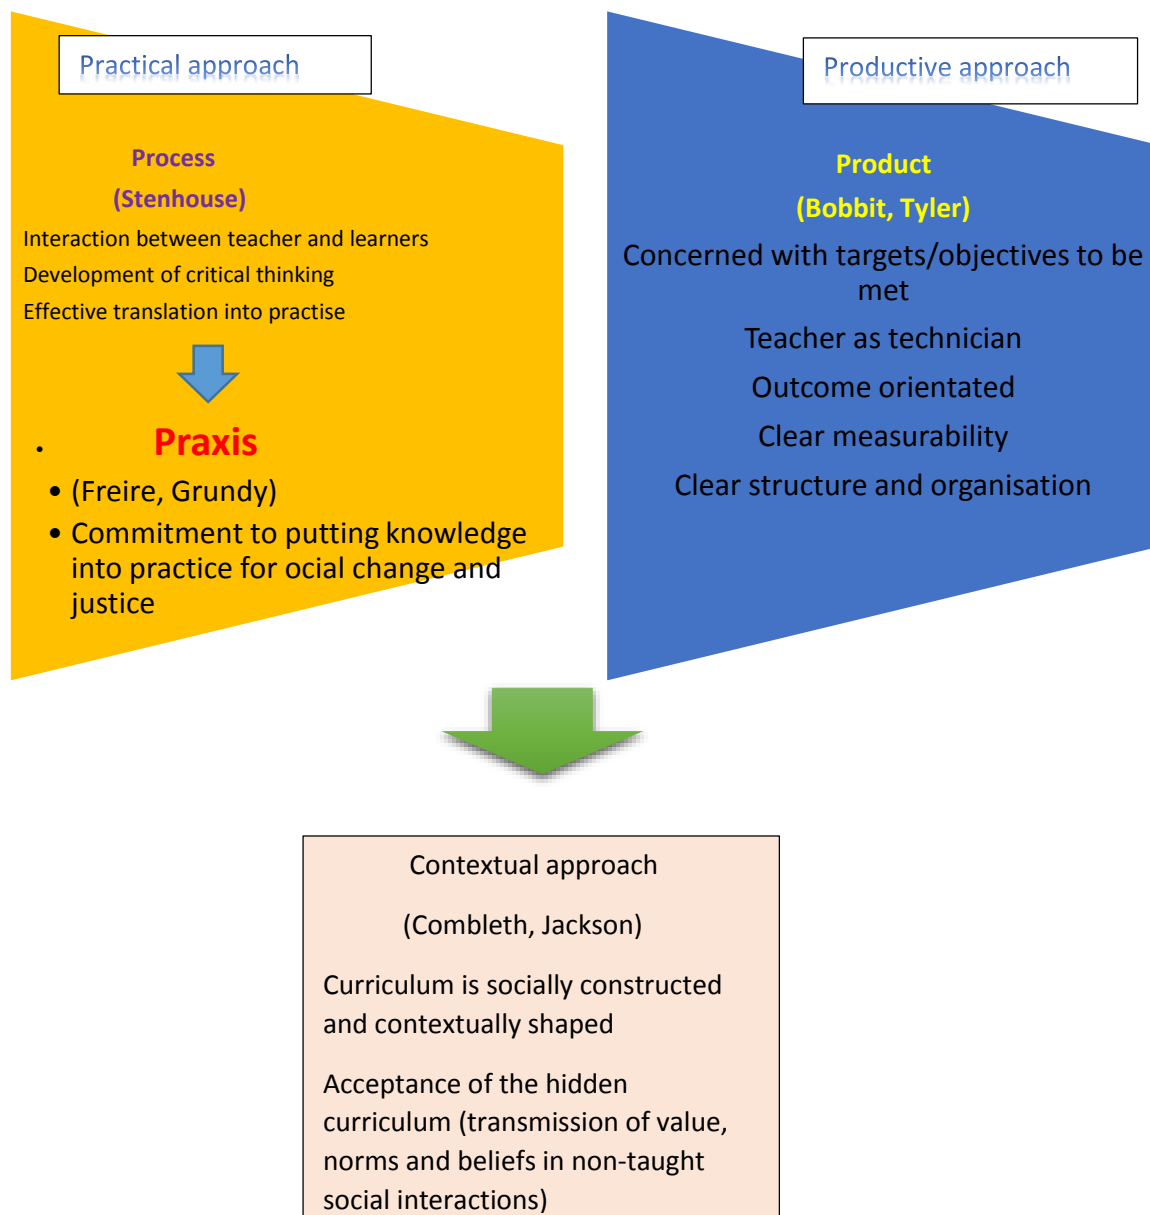 Practical approach
Process
(Stenhouse)
Interaction between teacher and learners
Development of critical thinking
Effective translation into practise
• Praxis
• (Freire, Grundy)
• Commitment to putting knowledge
into practice for ocial change and
justice
Productive approach
Product
(Bobbit, Tyler)
Concerned with targets/objectives to be
met
Teacher as technician
Outcome orientated
Clear measurability
Clear structure and organisation
Contextual approach
(Combleth, Jackson)
Curriculum is socially constructed
and contextually shaped
Acceptance of the hidden
curriculum (transmission of value,
norms and beliefs in non-taught
social interactions)